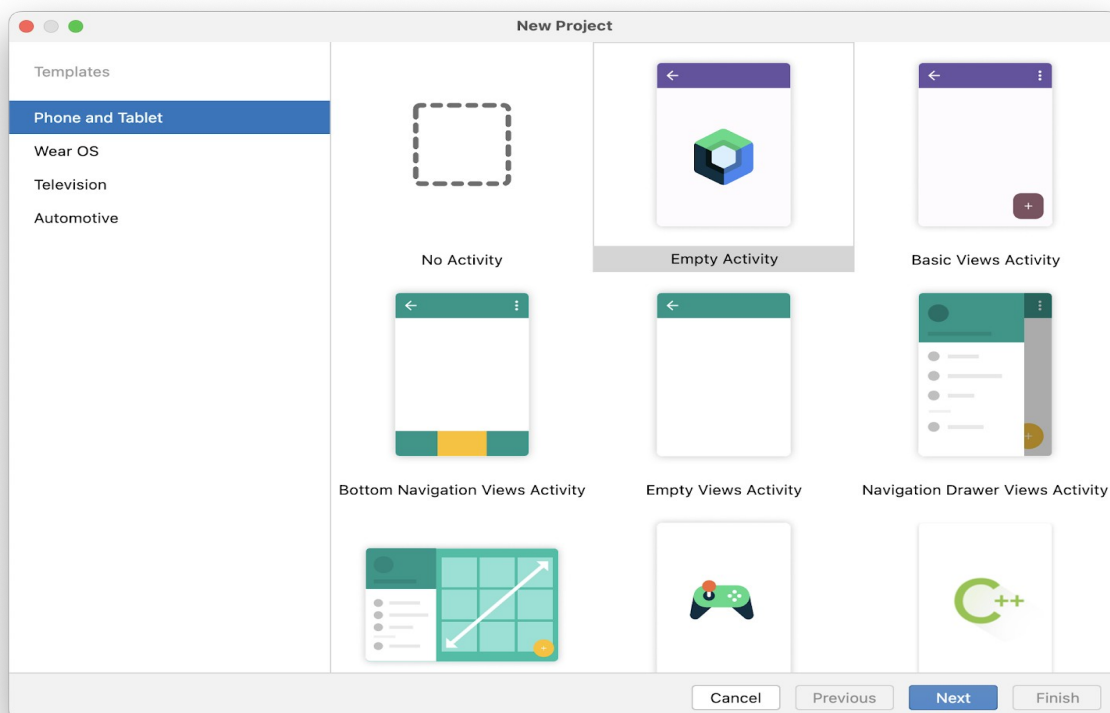 New Project
Templates
Phone and Tablet
Wear OS
Television
Automotive
No Activity
Empty Activity
Basic Views Activity
Bottom Navigation Views Activity
Empty Views Activity
Navigation Drawer Views Activity
C++
Cancel
Previous
Next
Finish